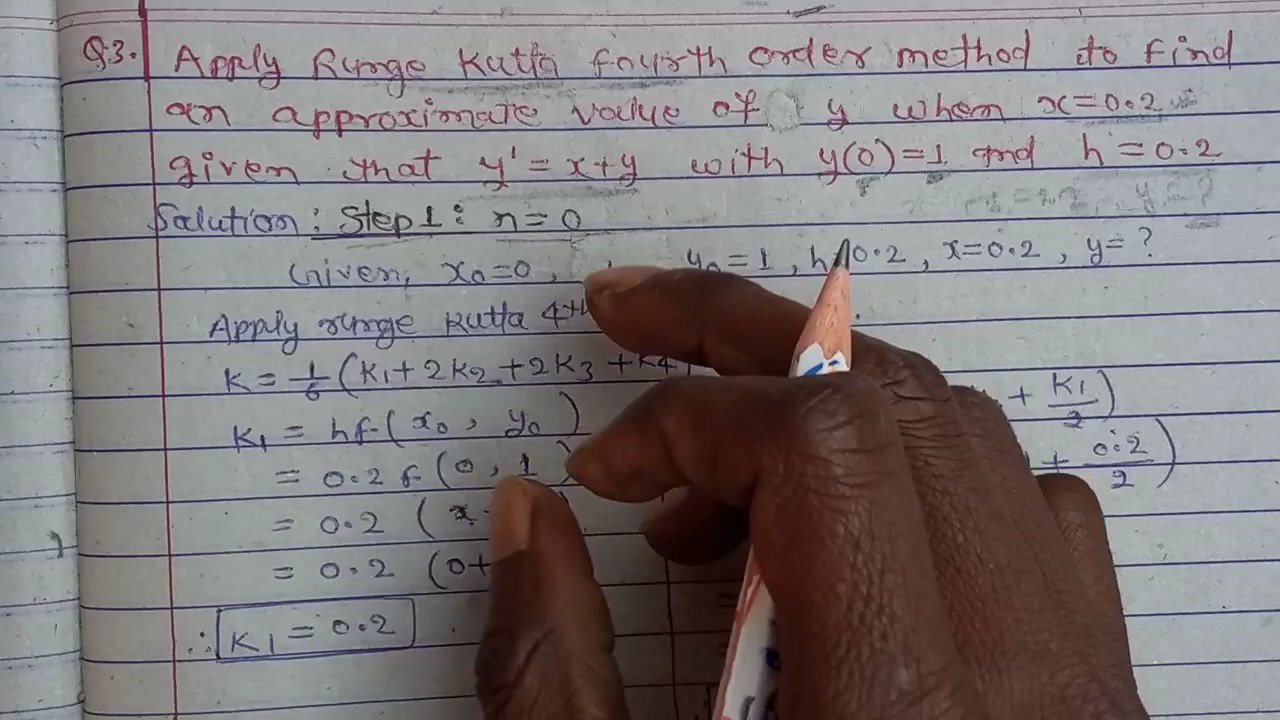 Q.3. Apply Runge Kutta fourth order method to find
an approximate value of y when x=0.2
given that y' = x+y with y(0)=1 and h=0.2
Solution: Step1: n=0
Given, x₀=0, y₀=1, h 0.2, x=0.2, y=?
Apply runge Kutta 4th
K = 1/6 (K₁+2K₂+2K₃+K₄)
K₁ = hf(x₀, y₀)
= 0.2 f(0, 1)
= 0.2 (x
= 0.2 (0+
∴ K₁ = 0.2
+ K₁/2)
+ 0.2/2)